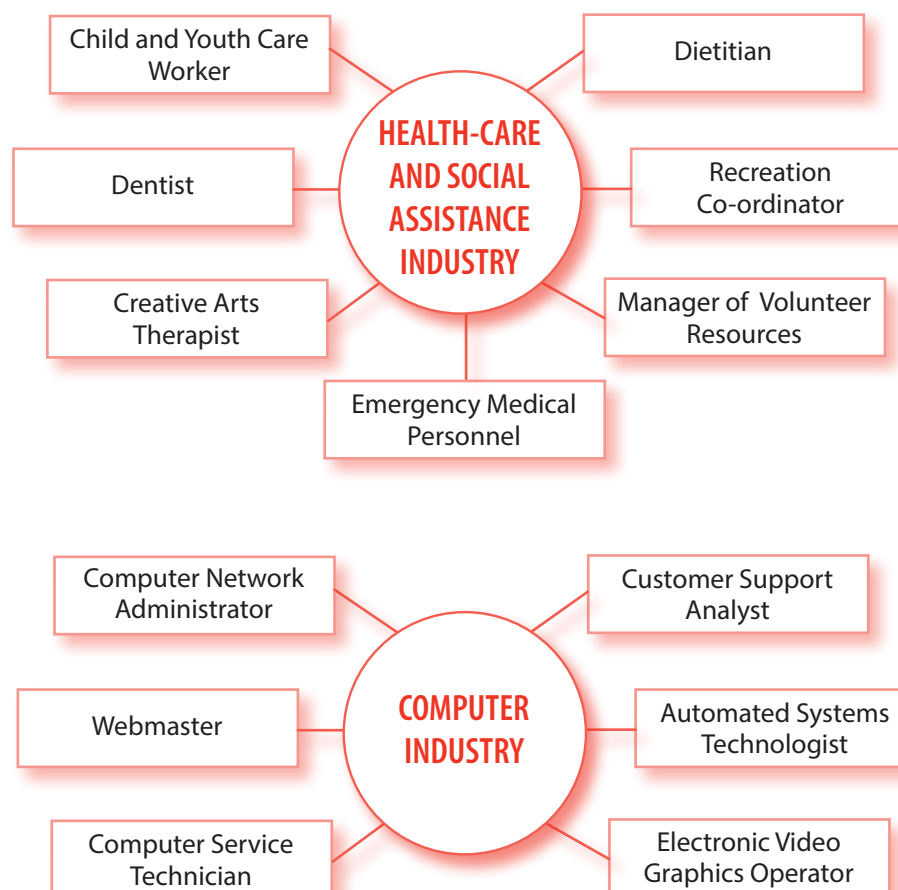 Child and Youth Care
Worker
Dietitian
HEALTH-CARE
AND SOCIAL
ASSISTANCE
INDUSTRY
Dentist
Recreation
Co-ordinator
Creative Arts
Therapist
Manager of Volunteer
Resources
Emergency Medical
Personnel
Computer Network
Administrator
Customer Support
Analyst
COMPUTER
INDUSTRY
Webmaster
Automated Systems
Technologist
Computer Service
Technician
Electronic Video
Graphics Operator